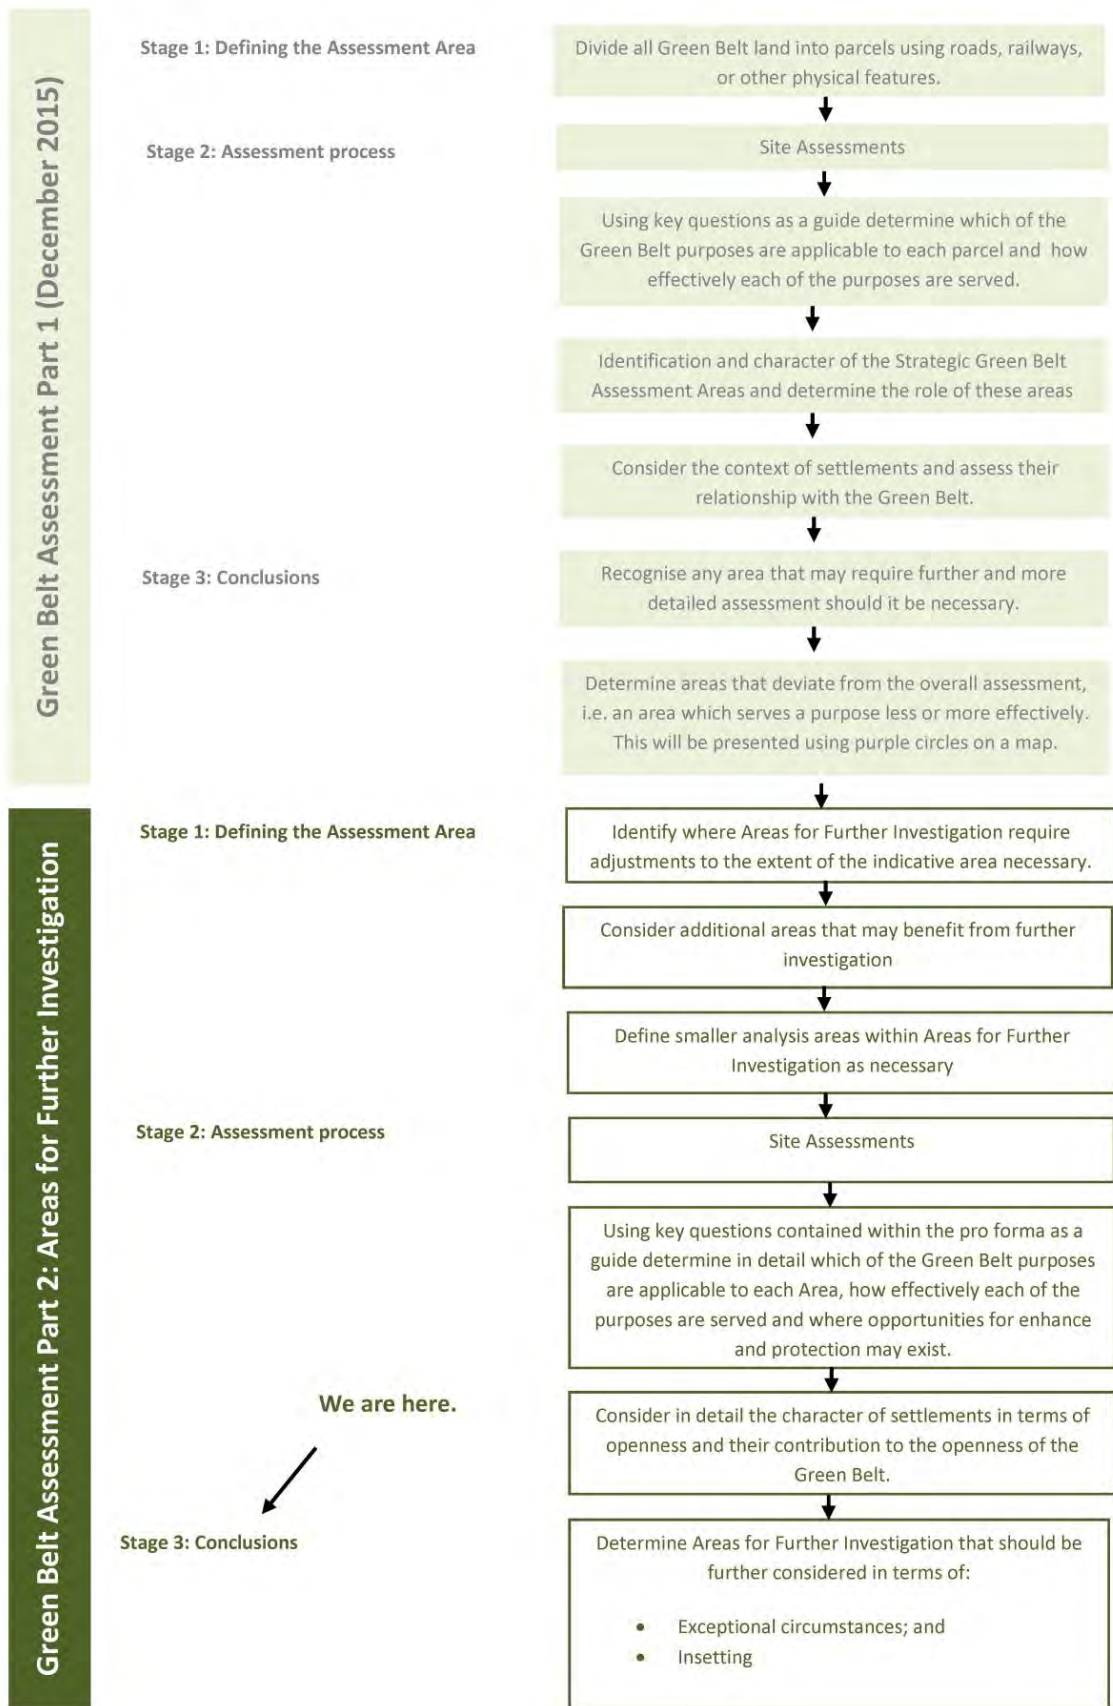 Green Belt Assessment Part 1 (December 2015)
Stage 1: Defining the Assessment Area
Divide all Green Belt land into parcels using roads, railways,
or other physical features.
Stage 2: Assessment process
Site Assessments
Using key questions as a guide determine which of the
Green Belt purposes are applicable to each parcel and how
effectively each of the purposes are served.
Identification and character of the Strategic Green Belt
Assessment Areas and determine the role of these areas
Consider the context of settlements and assess their
relationship with the Green Belt.
Stage 3: Conclusions
Recognise any area that may require further and more
detailed assessment should it be necessary.
Determine areas that deviate from the overall assessment,
i.e. an area which serves a purpose less or more effectively.
This will be presented using purple circles on a map.
Green Belt Assessment Part 2: Areas for Further Investigation
Stage 1: Defining the Assessment Area
Identify where Areas for Further Investigation require
adjustments to the extent of the indicative area necessary.
Consider additional areas that may benefit from further
investigation
Define smaller analysis areas within Areas for Further
Investigation as necessary
Stage 2: Assessment process
Site Assessments
Using key questions contained within the pro forma as a
guide determine in detail which of the Green Belt purposes
are applicable to each Area, how effectively each of the
purposes are served and where opportunities for enhance
and protection may exist.
We are here.
Consider in detail the character of settlements in terms of
openness and their contribution to the openness of the
Green Belt.
Stage 3: Conclusions
Determine Areas for Further Investigation that should be
further considered in terms of:
• Exceptional circumstances; and
• Insetting